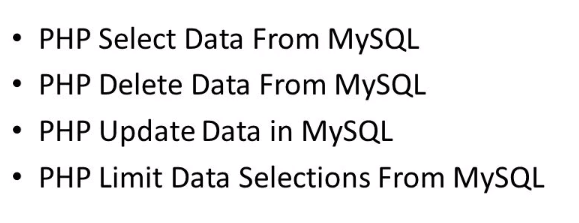 • PHP Select Data From MySQL
• PHP Delete Data From MySQL
• PHP Update Data in MySQL
• PHP Limit Data Selections From MySQL